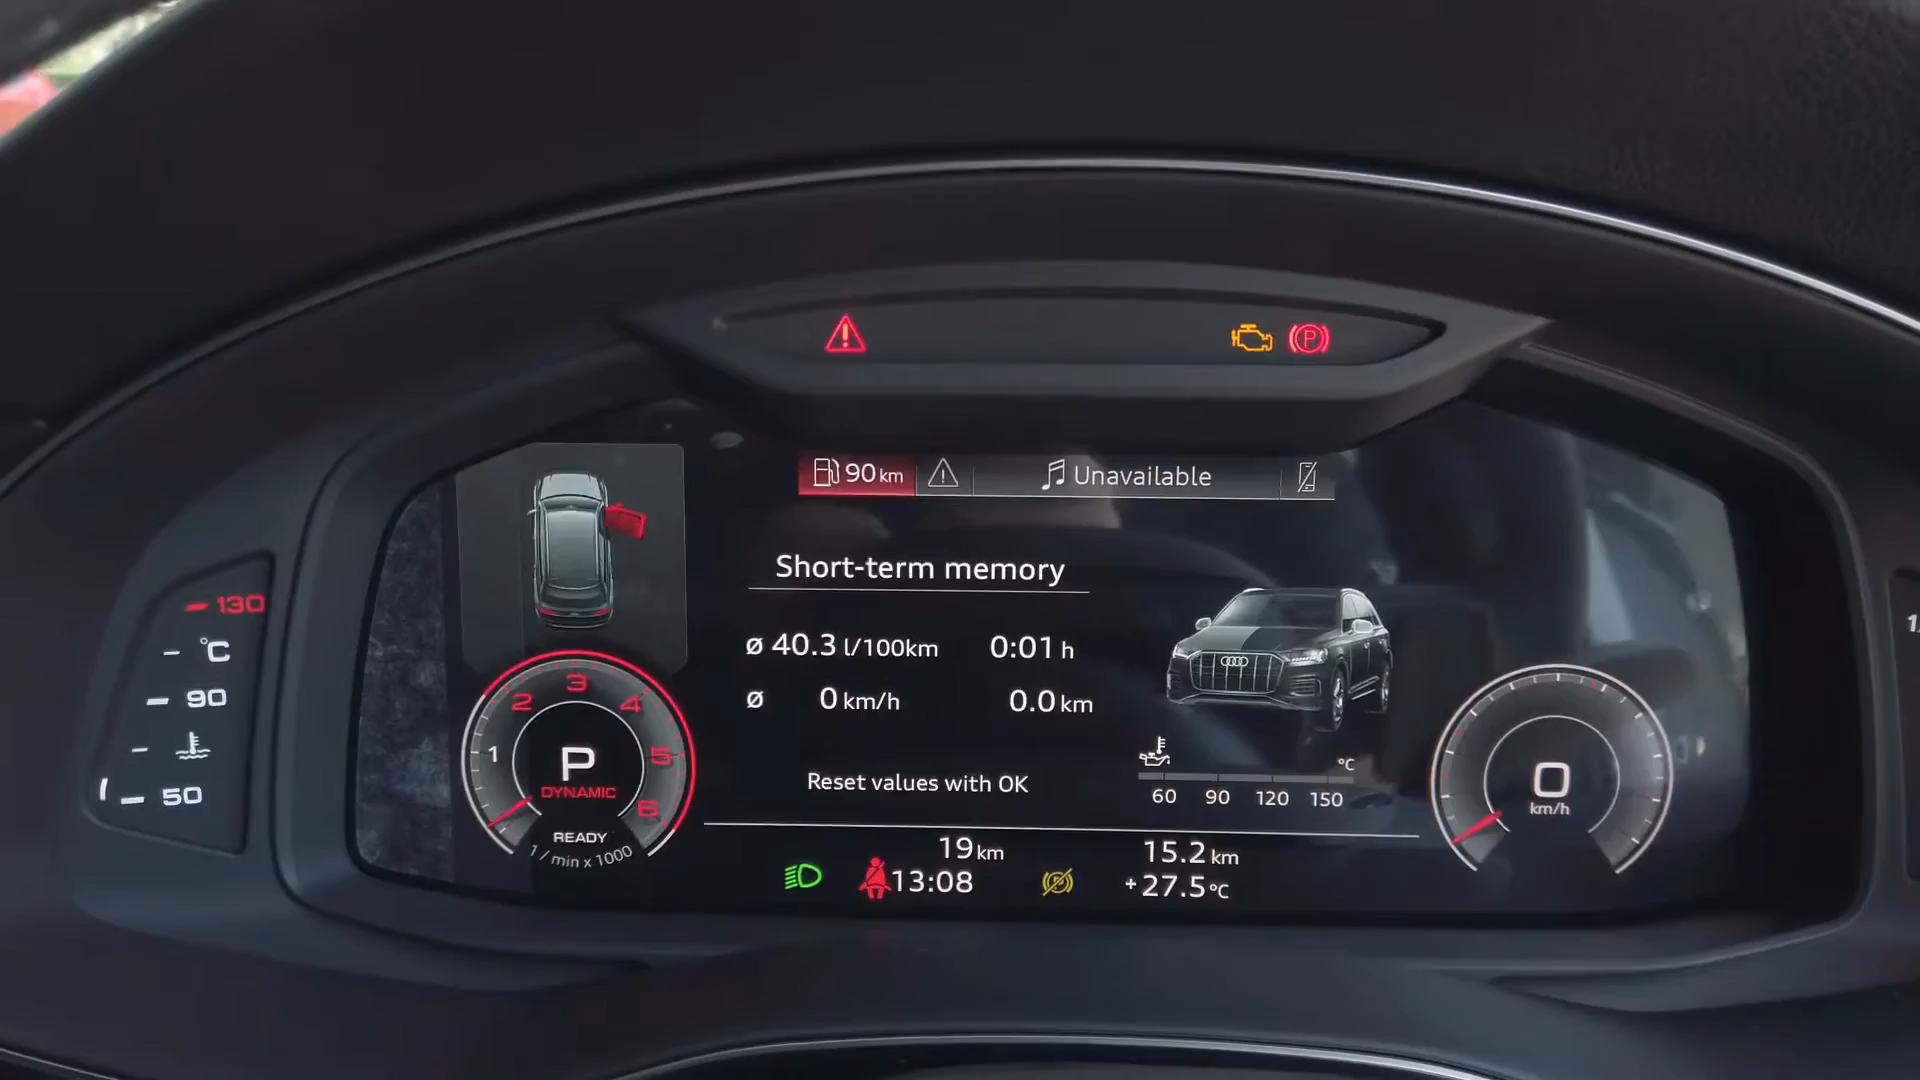 90 km
Unavailable
Short-term memory
ø 40.3 l/100km 0:01 h
ø 0 km/h 0.0 km
Reset values with OK
130
°C
90
50
1 2 3 4 5 6
P
DYNAMIC
READY
1 / min x 1000
°C
60 90 120 150
0
km/h
19 km 15.2 km
13:08 +27.5 °C
P